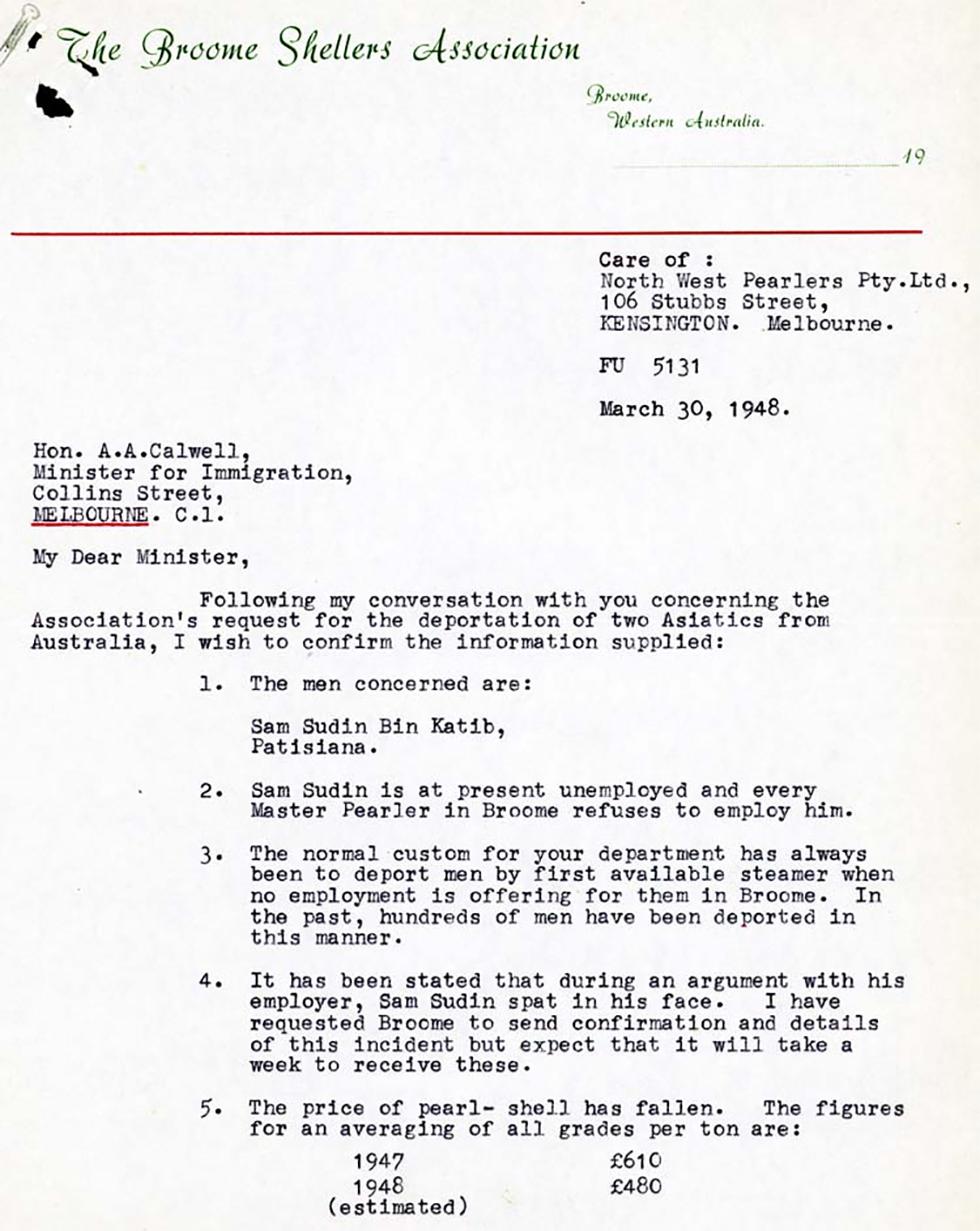 The Broome Shellers Association
Broome,
Western Australia.
19
Care of :
North West Pearlers Pty.Ltd.,
106 Stubbs Street,
KENSINGTON. Melbourne.
FU 5131
March 30, 1948.
Hon. A.A.Calwell,
Minister for Immigration,
Collins Street,
MELBOURNE. C.1.
My Dear Minister,
Following my conversation with you concerning the
Association's request for the deportation of two Asiatics from
Australia, I wish to confirm the information supplied:
1. The men concerned are:
Sam Sudin Bin Katib,
Patisiana.
2. Sam Sudin is at present unemployed and every
Master Pearler in Broome refuses to employ him.
3. The normal custom for your department has always
been to deport men by first available steamer when
no employment is offering for them in Broome. In
the past, hundreds of men have been deported in
this manner.
4. It has been stated that during an argument with his
employer, Sam Sudin spat in his face. I have
requested Broome to send confirmation and details
of this incident but expect that it will take a
week to receive these.
5. The price of pearl- shell has fallen. The figures
for an averaging of all grades per ton are:
1947 £610
1948 £480
(estimated)